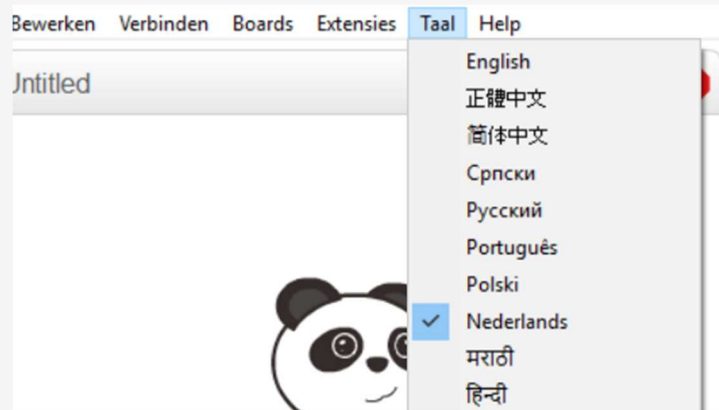 Bewerken Verbinden Boards Extensies Taal Help
Untitled
English
正體中文
简体中文
Српски
Русский
Português
Polski
Nederlands
मराठी
हिन्दी